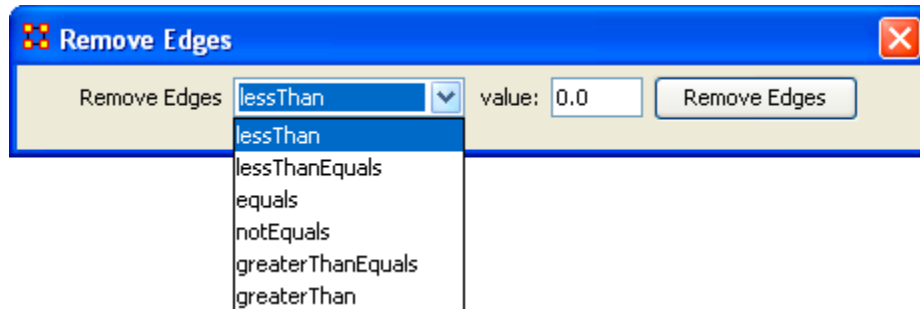 Remove Edges
Remove Edges lessThan value: 0.0 Remove Edges
lessThan
lessThanEquals
equals
notEquals
greaterThanEquals
greaterThan